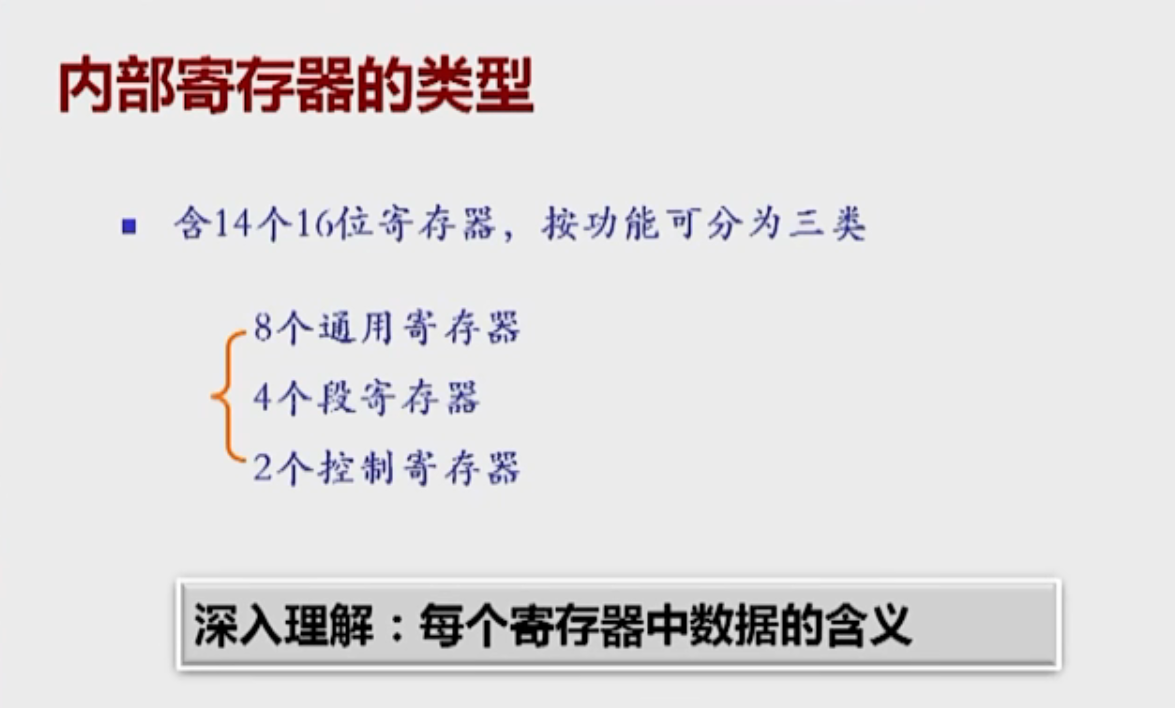 内部寄存器的类型
含14个16位寄存器，按功能可分为三类
8个通用寄存器
4个段寄存器
2个控制寄存器
深入理解：每个寄存器中数据的含义